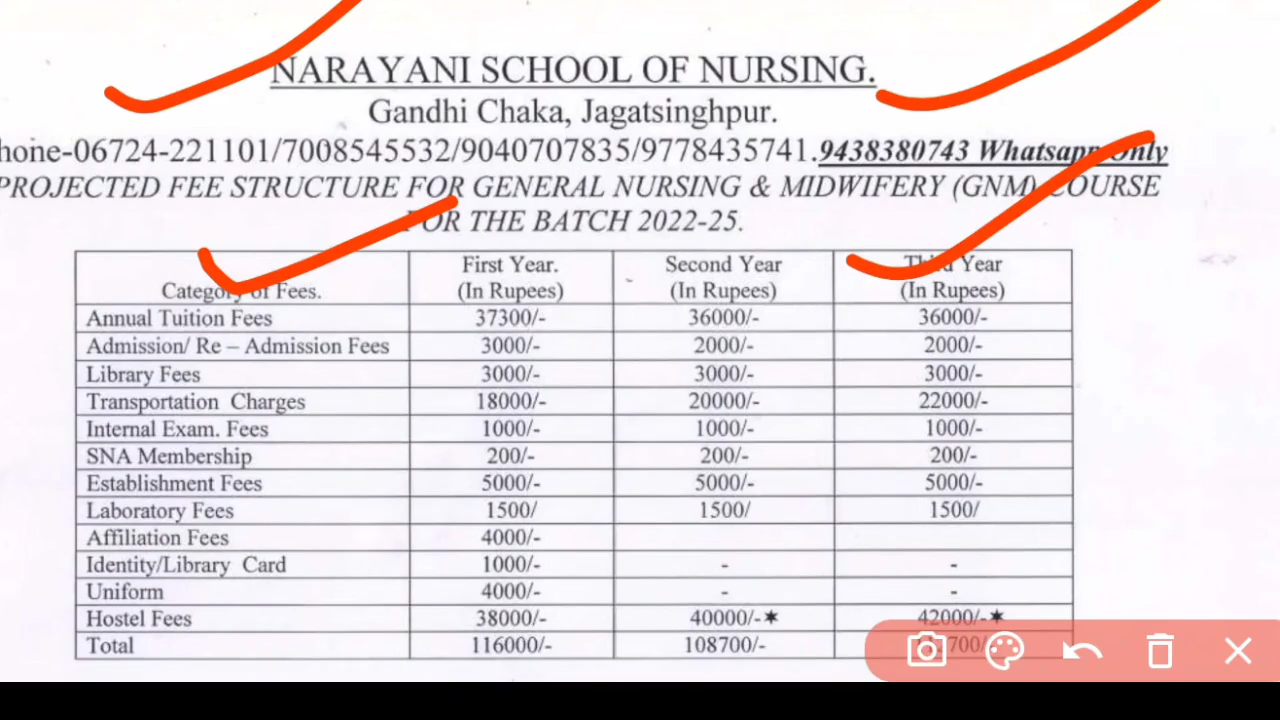 NARAYANI SCHOOL OF NURSING.
Gandhi Chaka, Jagatsinghpur.
hone-06724-221101/7008545532/9040707835/9778435741.9438380743 Whatsapp Only
PROJECTED FEE STRUCTURE FOR GENERAL NURSING & MIDWIFERY (GNM) COURSE
FOR THE BATCH 2022-25.
Category of Fees. First Year. (In Rupees) Second Year (In Rupees) Third Year (In Rupees)
Annual Tuition Fees 37300/- 36000/- 36000/-
Admission/ Re – Admission Fees 3000/- 2000/- 2000/-
Library Fees 3000/- 3000/- 3000/-
Transportation Charges 18000/- 20000/- 22000/-
Internal Exam. Fees 1000/- 1000/- 1000/-
SNA Membership 200/- 200/- 200/-
Establishment Fees 5000/- 5000/- 5000/-
Laboratory Fees 1500/ 1500/ 1500/
Affiliation Fees 4000/-
Identity/Library Card 1000/- - -
Uniform 4000/- - -
Hostel Fees 38000/- 40000/-★ 42000/-★
Total 116000/- 108700/-